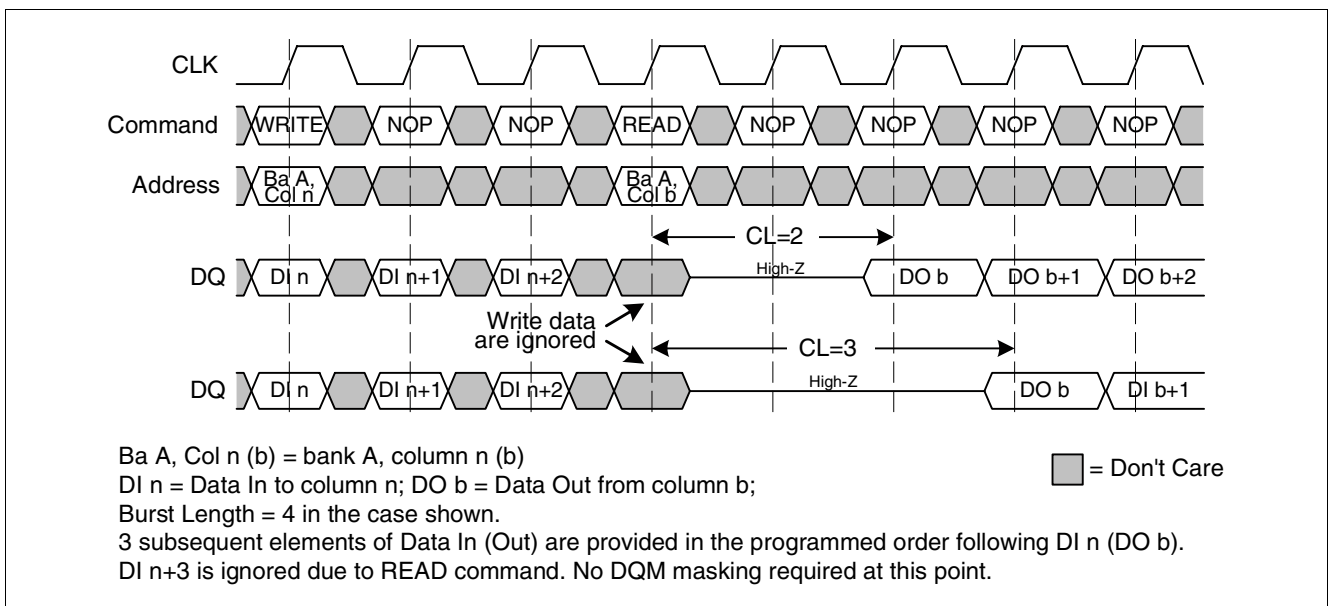 CLK
Command WRITE NOP NOP READ NOP NOP NOP NOP
Address Ba A, Col n Ba A, Col b
CL=2
DQ DI n DI n+1 DI n+2 High-Z DO b DO b+1 DO b+2
Write data
are ignored
CL=3
DQ DI n DI n+1 DI n+2 High-Z DO b DI b+1
Ba A, Col n (b) = bank A, column n (b)
= Don't Care
DI n = Data In to column n; DO b = Data Out from column b;
Burst Length = 4 in the case shown.
3 subsequent elements of Data In (Out) are provided in the programmed order following DI n (DO b).
DI n+3 is ignored due to READ command. No DQM masking required at this point.